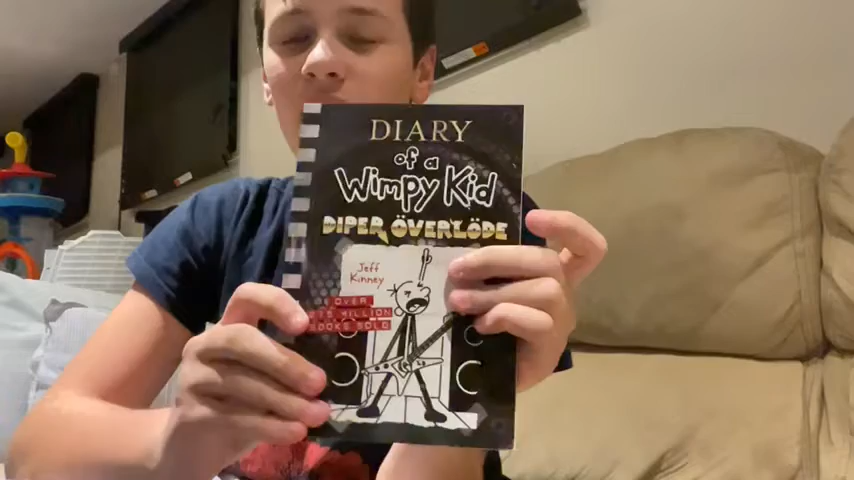 DIARY
of a
Wimpy Kid
DIPER ÖVERLÖDE
Jeff
Kinney
OVER
MILLION
BOOKS SOLD